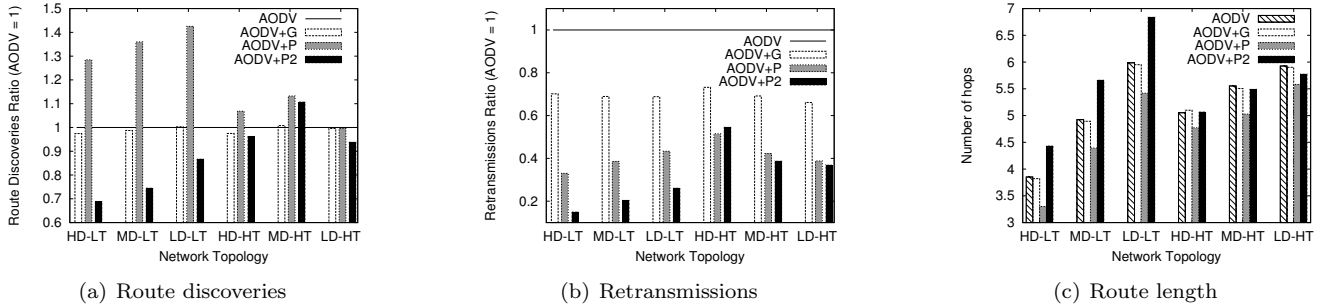 Route Discoveries Ratio (AODV = 1)
1.5
1.4
1.3
1.2
1.1
1
0.9
0.8
0.7
0.6
AODV
AODV+G
AODV+P
AODV+P2
HD-LT MD-LT LD-LT HD-HT MD-HT LD-HT
Network Topology
(a) Route discoveries
Retransmissions Ratio (AODV = 1)
1
0.8
0.6
0.4
0.2
AODV
AODV+G
AODV+P
AODV+P2
HD-LT MD-LT LD-LT HD-HT MD-HT LD-HT
Network Topology
(b) Retransmissions
Number of hops
7
6.5
6
5.5
5
4.5
4
3.5
3
AODV
AODV+G
AODV+P
AODV+P2
HD-LT MD-LT LD-LT HD-HT MD-HT LD-HT
Network Topology
(c) Route length